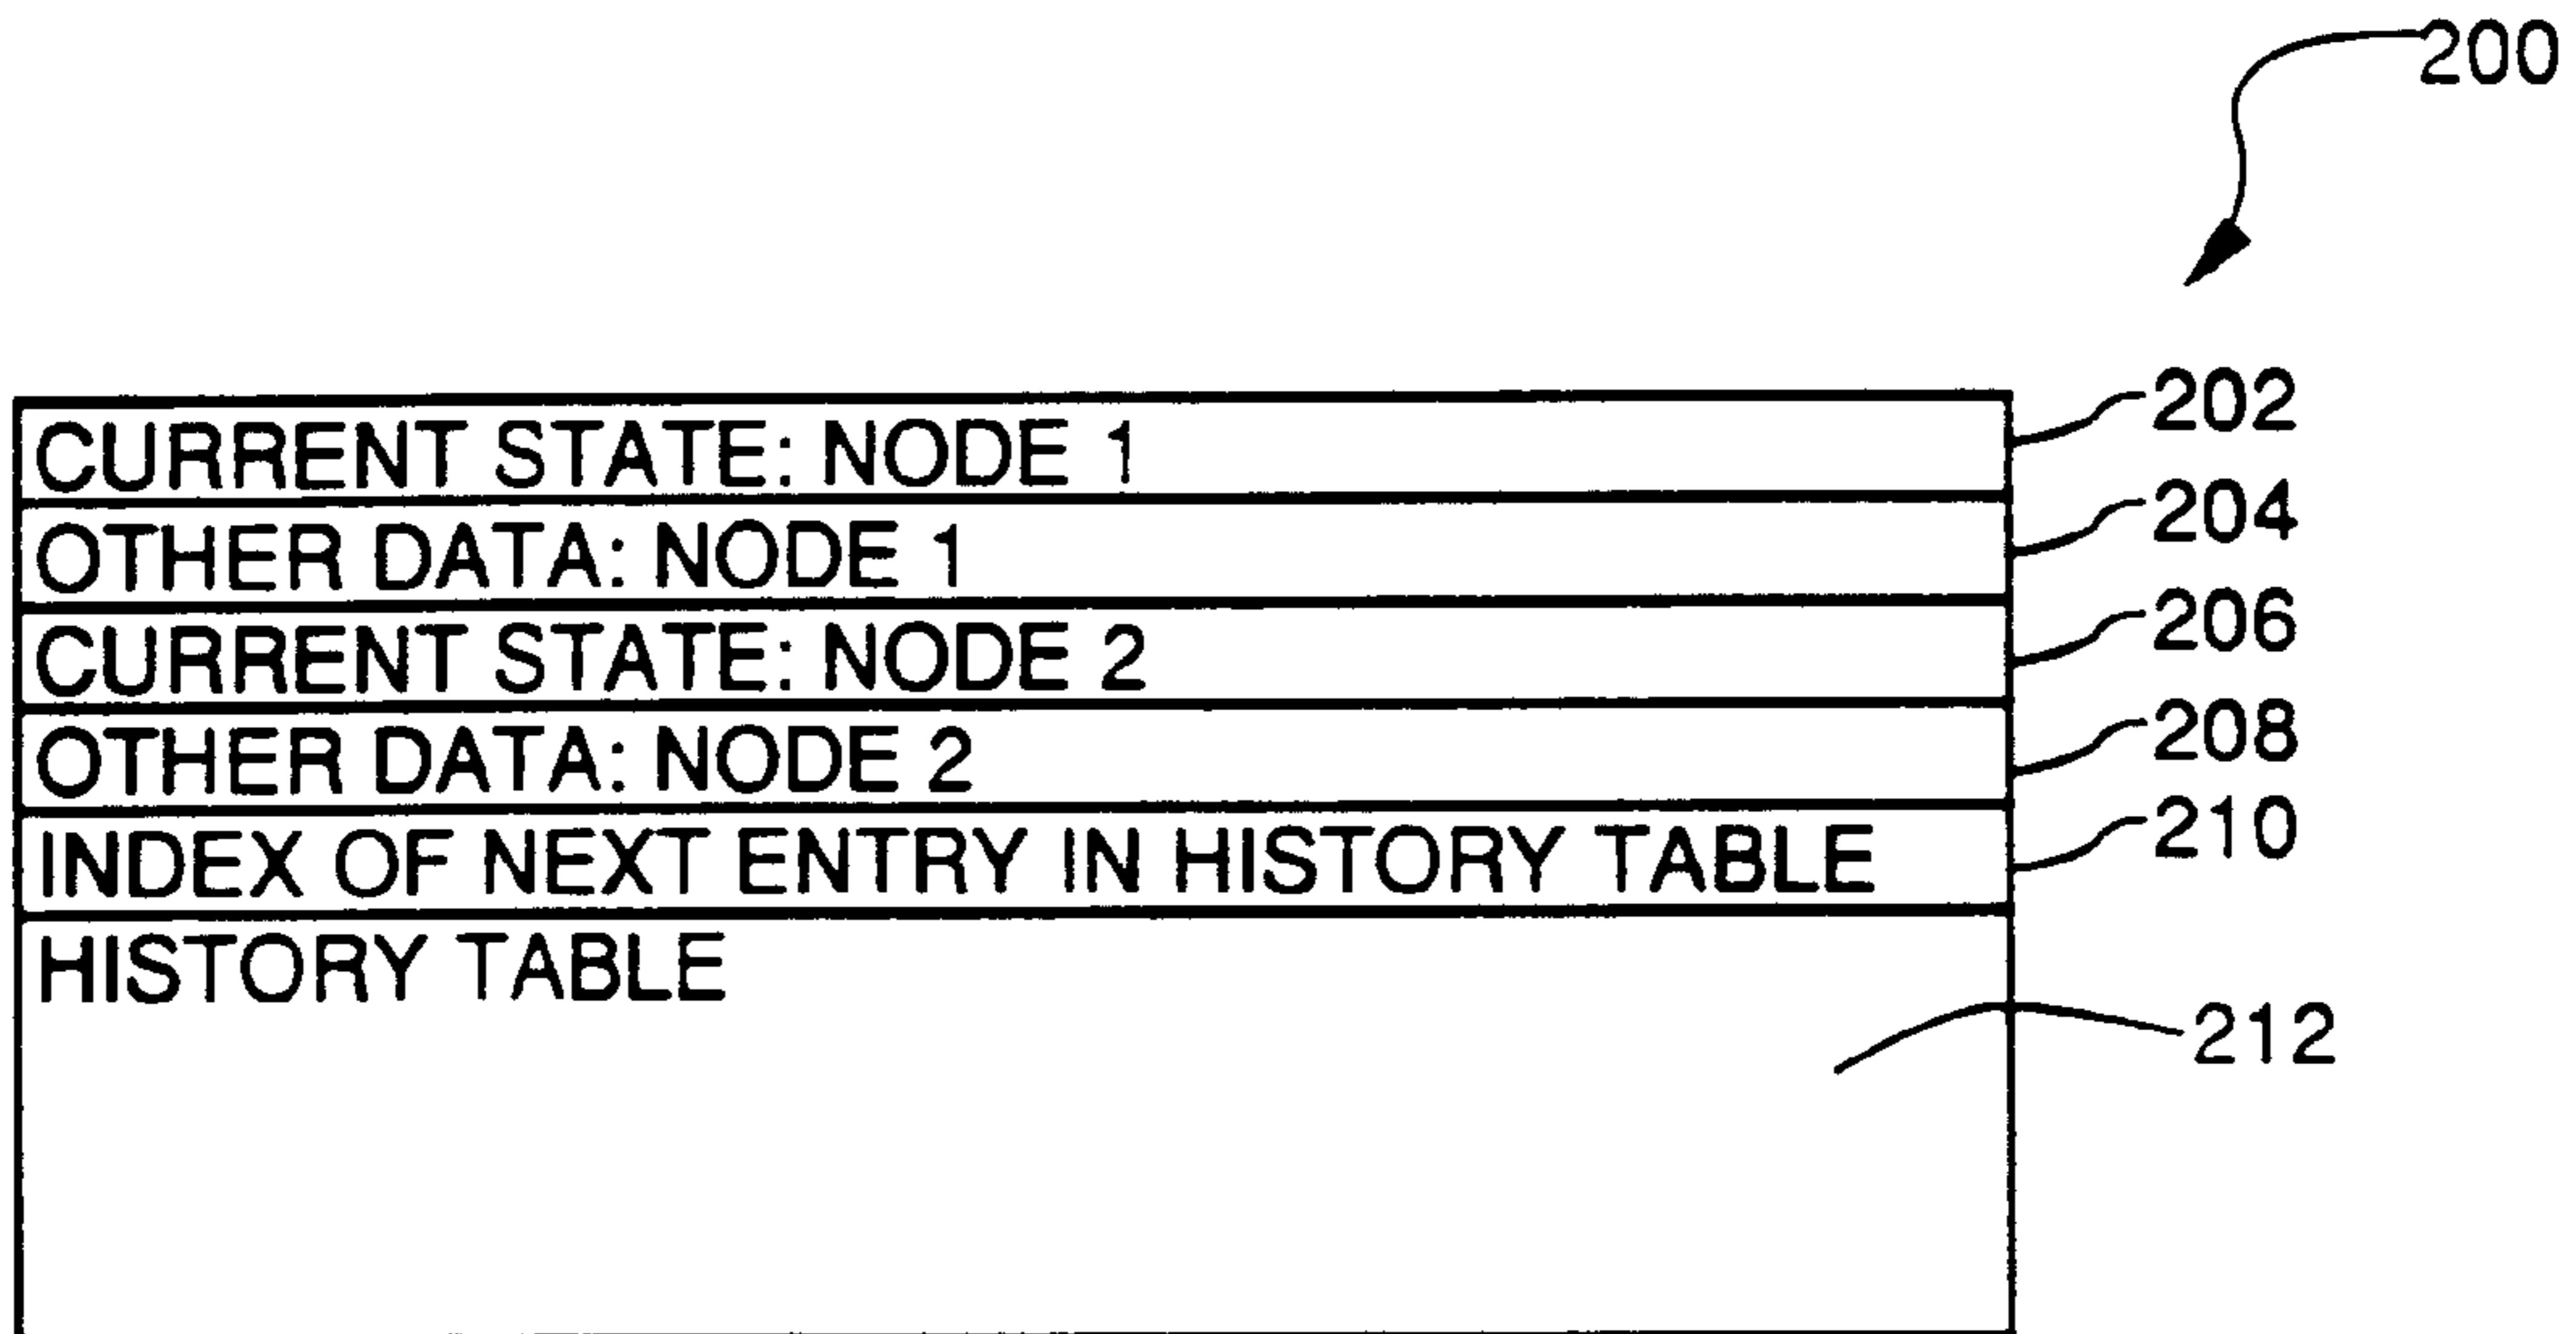 200
CURRENT STATE: NODE 1 202
OTHER DATA: NODE 1 204
CURRENT STATE: NODE 2 206
OTHER DATA: NODE 2 208
INDEX OF NEXT ENTRY IN HISTORY TABLE 210
HISTORY TABLE
212